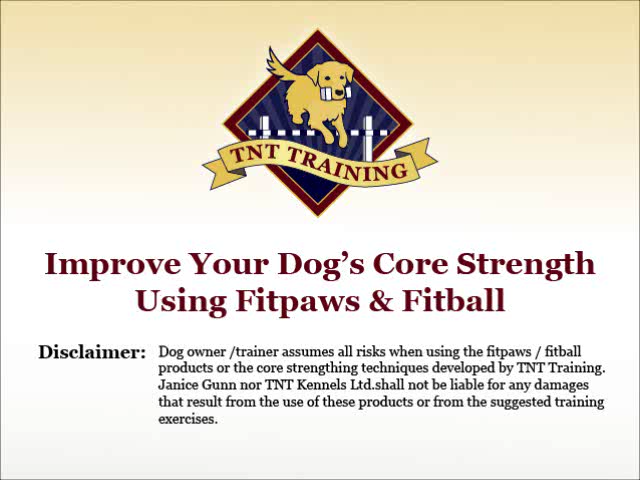 TNT TRAINING
Improve Your Dog's Core Strength
Using Fitpaws & Fitball
Disclaimer: Dog owner /trainer assumes all risks when using the fitpaws / fitball
products or the core strengthing techniques developed by TNT Training.
Janice Gunn nor TNT Kennels Ltd.shall not be liable for any damages
that result from the use of these products or from the suggested training
exercises.